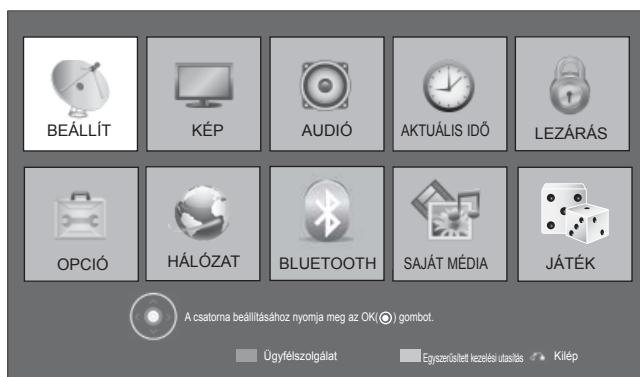 BEÁLLÍT KÉP AUDIÓ AKTUÁLIS IDŐ LEZÁRÁS
OPCIÓ HÁLÓZAT BLUETOOTH SAJÁT MÉDIA JÁTÉK
A csatorna beállításához nyomja meg az OK(◉) gombot.
Ügyfélszolgálat Egyszerűsített kezelési utasítás Kilép